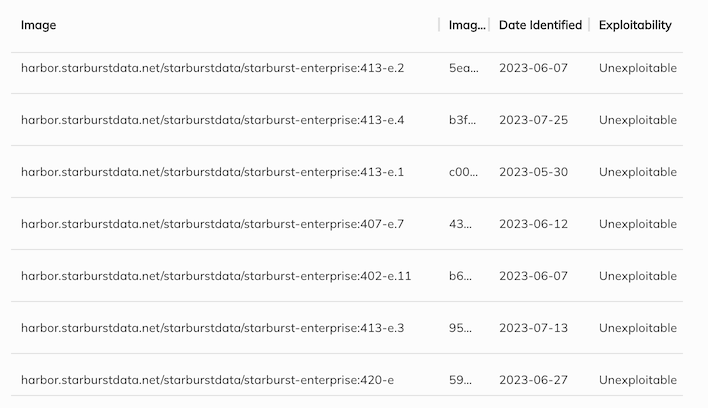 Image Imag... Date Identified Exploitability
harbor.starburstdata.net/starburstdata/starburst-enterprise:413-e.2 5ea... 2023-06-07 Unexploitable
harbor.starburstdata.net/starburstdata/starburst-enterprise:413-e.4 b3f... 2023-07-25 Unexploitable
harbor.starburstdata.net/starburstdata/starburst-enterprise:413-e.1 c00... 2023-05-30 Unexploitable
harbor.starburstdata.net/starburstdata/starburst-enterprise:407-e.7 43... 2023-06-12 Unexploitable
harbor.starburstdata.net/starburstdata/starburst-enterprise:402-e.11 b6... 2023-06-07 Unexploitable
harbor.starburstdata.net/starburstdata/starburst-enterprise:413-e.3 95... 2023-07-13 Unexploitable
harbor.starburstdata.net/starburstdata/starburst-enterprise:420-e 59... 2023-06-27 Unexploitable